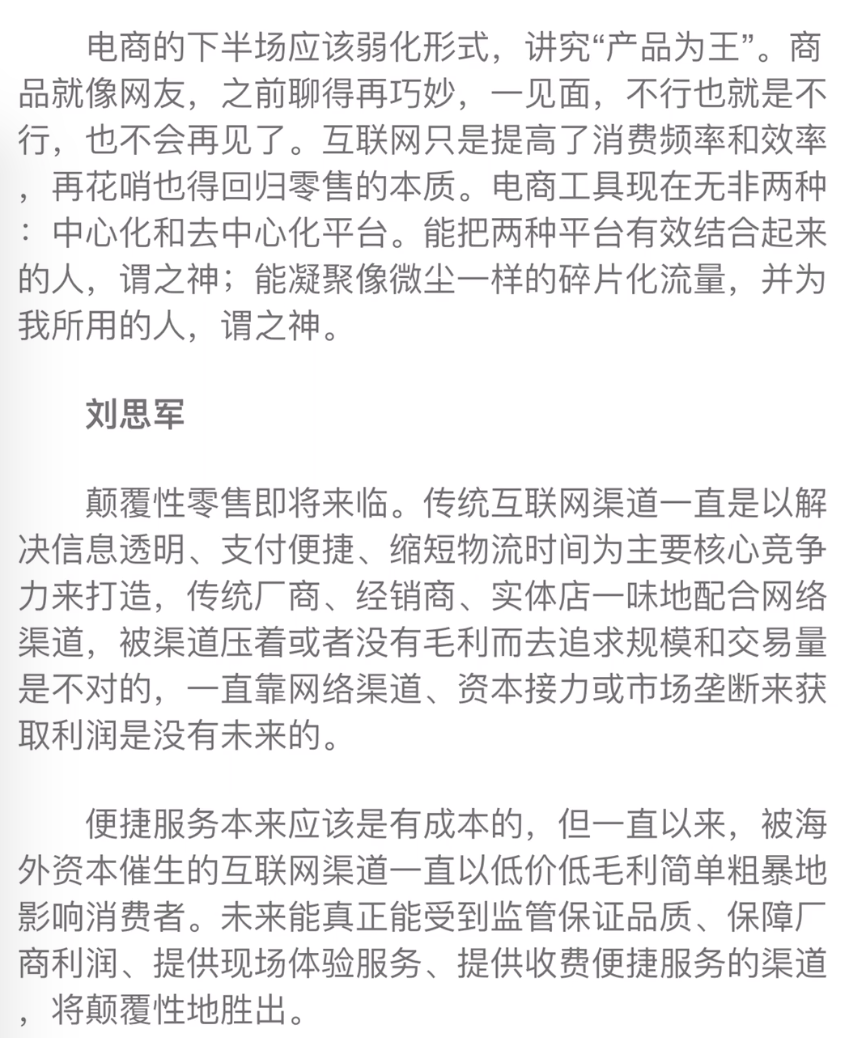 电商的下半场应该弱化形式，讲究“产品为王”。商
品就像网友，之前聊得再巧妙，一见面，不行也就是不
行，也不会再见了。互联网只是提高了消费频率和效率
，再花哨也得回归零售的本质。电商工具现在无非两种
：中心化和去中心化平台。能把两种平台有效结合起来
的人，谓之神；能凝聚像微尘一样的碎片化流量，并为
我所用的人，谓之神。
刘思军
颠覆性零售即将来临。传统互联网渠道一直是以解
决信息透明、支付便捷、缩短物流时间为主要核心竞争
力来打造，传统厂商、经销商、实体店一味地配合网络
渠道，被渠道压着或者没有毛利而去追求规模和交易量
是不对的，一直靠网络渠道、资本接力或市场垄断来获
取利润是没有未来的。
便捷服务本来应该是有成本的，但一直以来，被海
外资本催生的互联网渠道一直以低价低毛利简单粗暴地
影响消费者。未来能真正能受到监管保证品质、保障厂
商利润、提供现场体验服务、提供收费便捷服务的渠道
，将颠覆性地胜出。